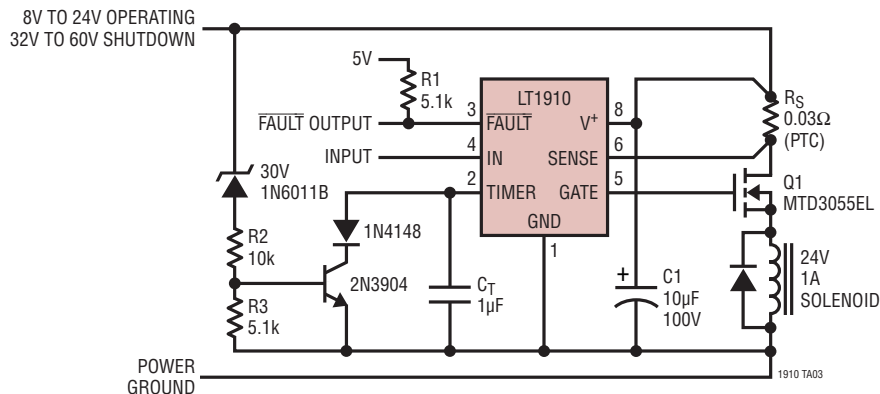 8V TO 24V OPERATING
32V TO 60V SHUTDOWN
5V
R1
5.1k
LT1910
3
FAULT
V+
8
RS
0.03Ω
(PTC)
FAULT OUTPUT
INPUT
4
IN
SENSE
6
30V
1N6011B
2
TIMER
GATE
5
Q1
MTD3055EL
GND
1
1N4148
R2
10k
2N3904
CT
1µF
+
C1
10µF
100V
24V
1A
SOLENOID
R3
5.1k
POWER
GROUND
1910 TA03